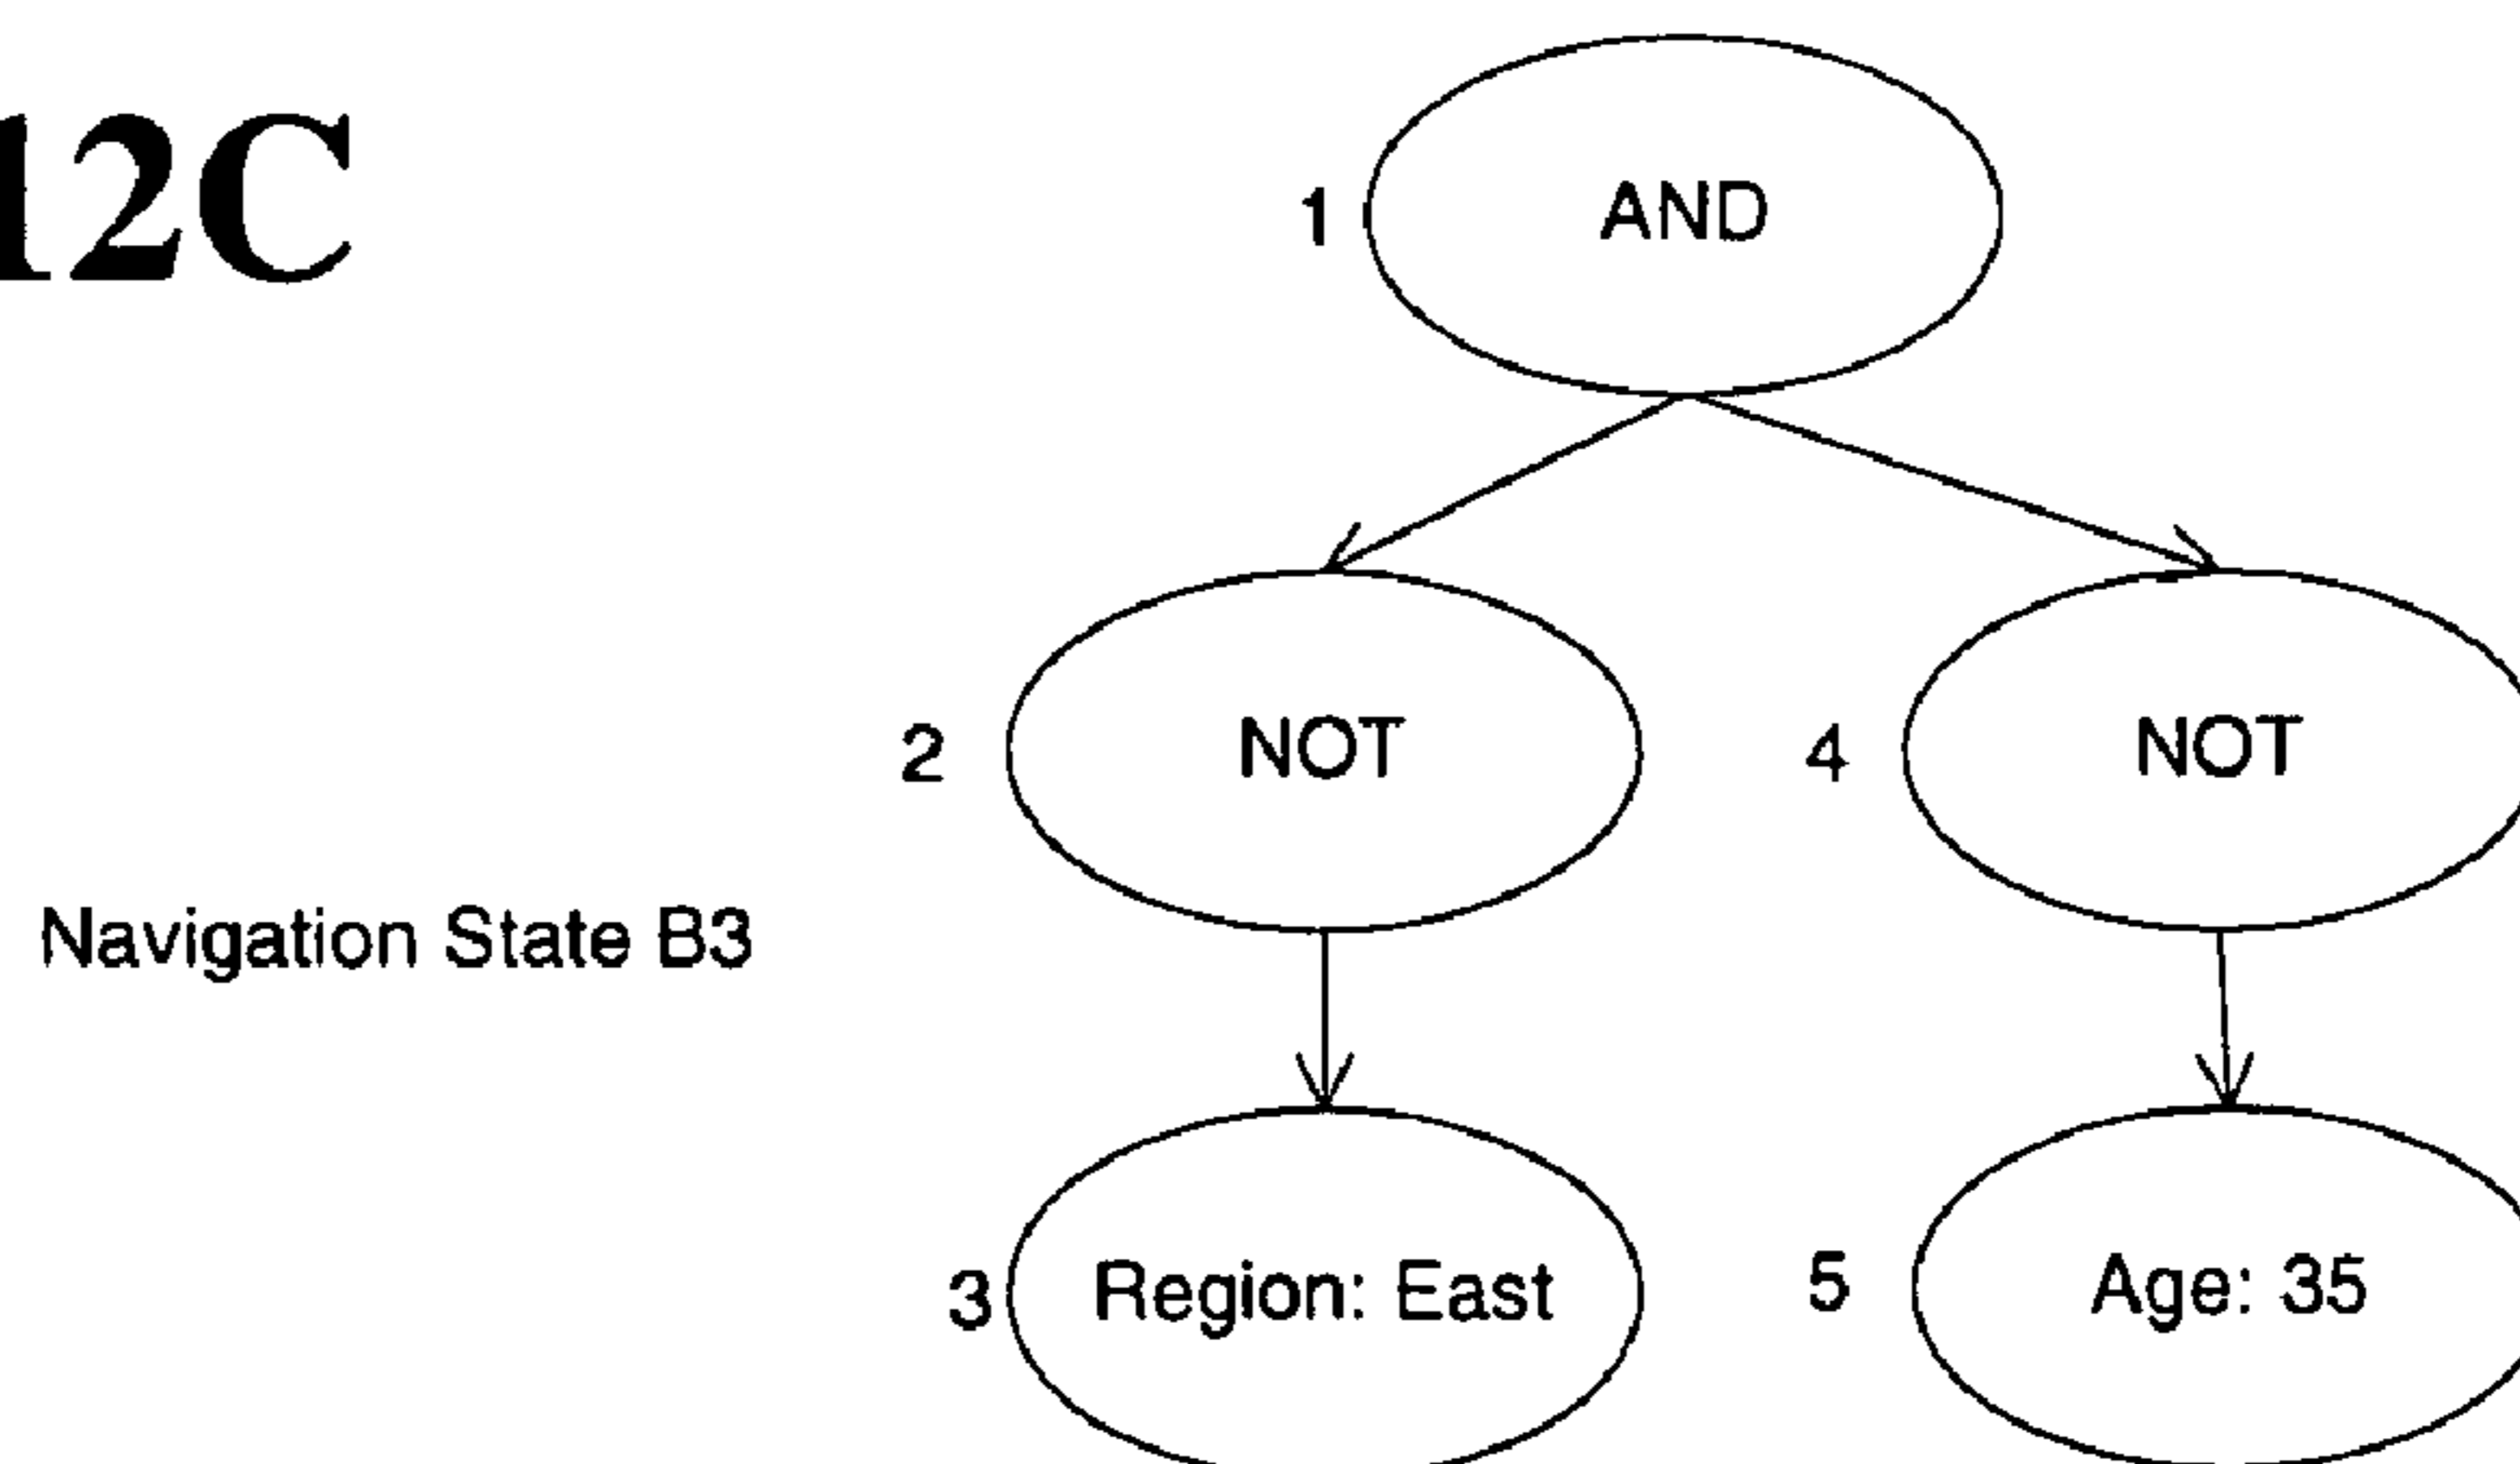 12C
1 AND
2 NOT 4 NOT
Navigation State B3
3 Region: East 5 Age: 35